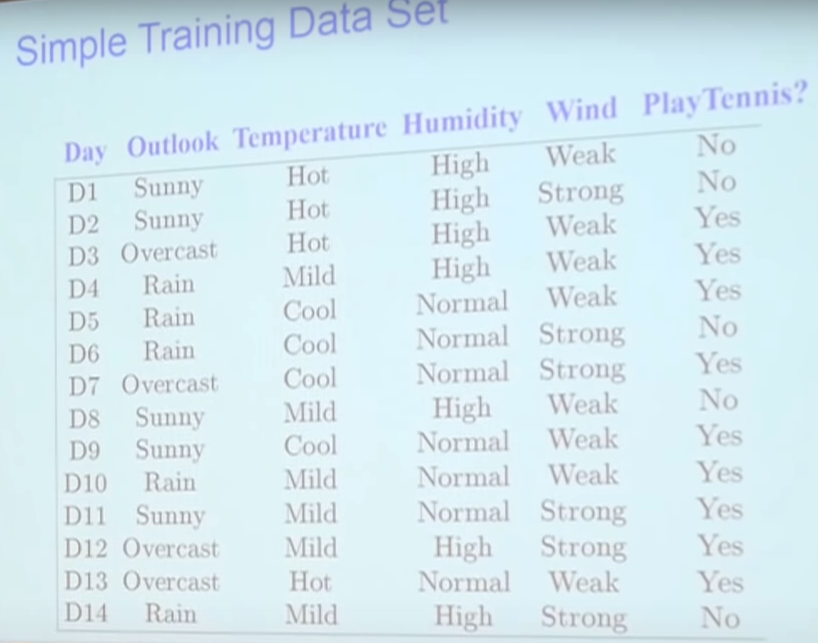 Simple Training Data Set
Day Outlook Temperature Humidity Wind PlayTennis?
D1 Sunny Hot High Weak No
D2 Sunny Hot High Strong No
D3 Overcast Hot High Weak Yes
D4 Rain Mild High Weak Yes
D5 Rain Cool Normal Weak Yes
D6 Rain Cool Normal Strong No
D7 Overcast Cool Normal Strong Yes
D8 Sunny Mild High Weak No
D9 Sunny Cool Normal Weak Yes
D10 Rain Mild Normal Weak Yes
D11 Sunny Mild Normal Strong Yes
D12 Overcast Mild High Strong Yes
D13 Overcast Hot Normal Weak Yes
D14 Rain Mild High Strong No